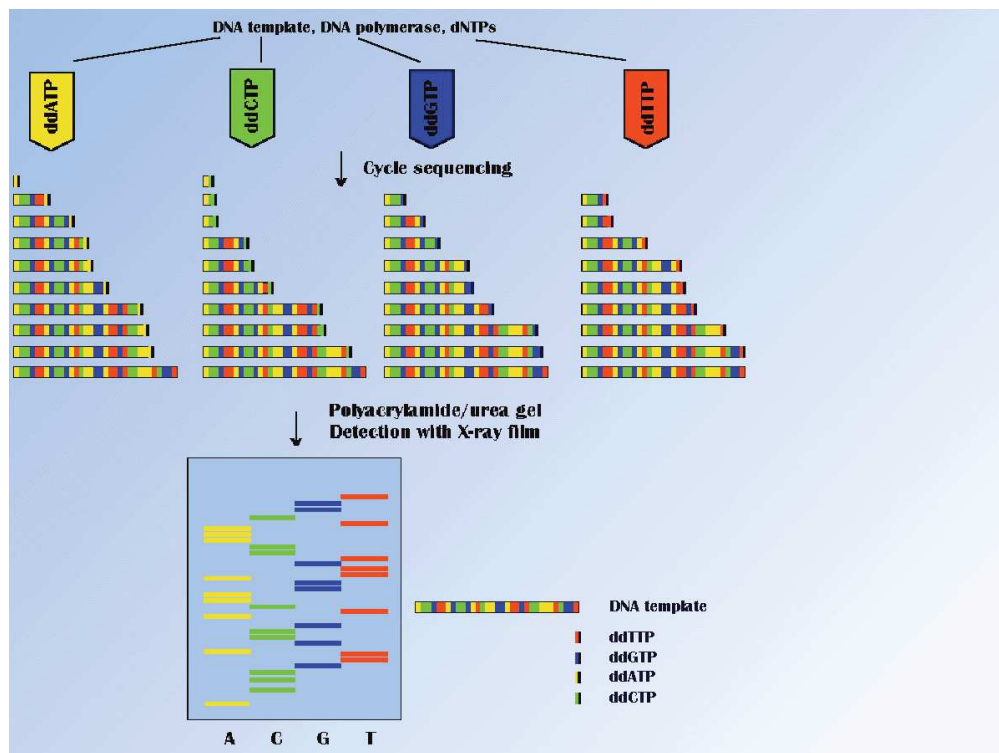 DNA template, DNA polymerase, dNTPs
ddATP
ddCTP
ddGTP
ddTTP
Cycle sequencing
Polyacrylamide/urea gel
Detection with X-ray film
DNA template
ddTTP
ddGTP
ddATP
ddCTP
A C G T